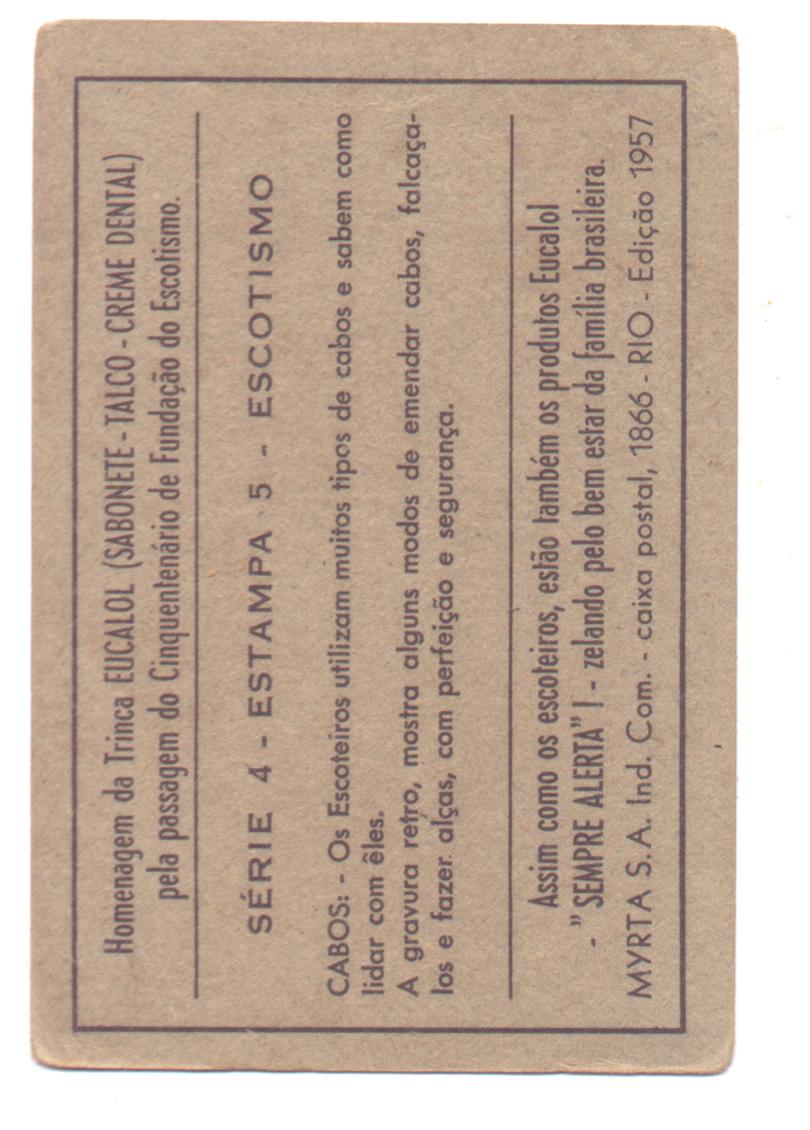 Homenagem da Trinca EUCALOL (SABONETE - TALCO - CREME DENTAL)
pela passagem do Cinquentenário de Fundação do Escotismo.
SÉRIE 4 - ESTAMPA 5 - ESCOTISMO
CABOS: - Os Escoteiros utilizam muitos tipos de cabos e sabem como
lidar com êles.
A gravura retro, mostra alguns modos de emendar cabos, falcaça-
los e fazer alças, com perfeição e segurança.
Assim como os escoteiros, estão também os produtos Eucalol
- "SEMPRE ALERTA" ! - zelando pelo bem estar da família brasileira.
MYRTA S.A. Ind. Com. - caixa postal, 1866 - RIO - Edição 1957